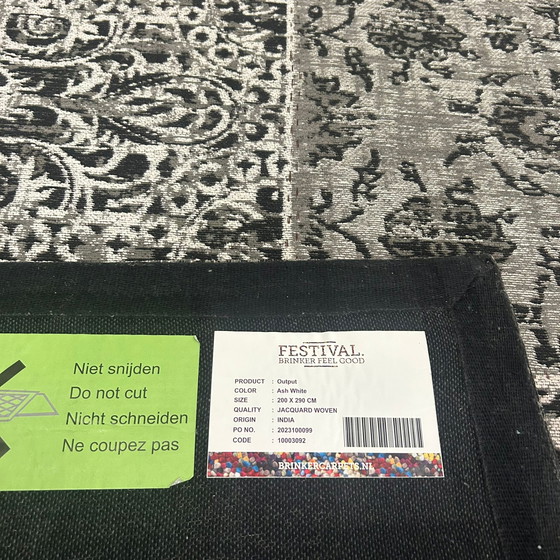 Niet snijden
Do not cut
Nicht schneiden
Ne coupez pas
FESTIVAL.
BRINKER FEEL GOOD
PRODUCT : Output
COLOR : Ash White
SIZE : 200 X 290 CM
QUALITY : JACQUARD WOVEN
ORIGIN : INDIA
PO NO. : 2023100099
CODE : 10003092
BRINKERCARPETS.NL